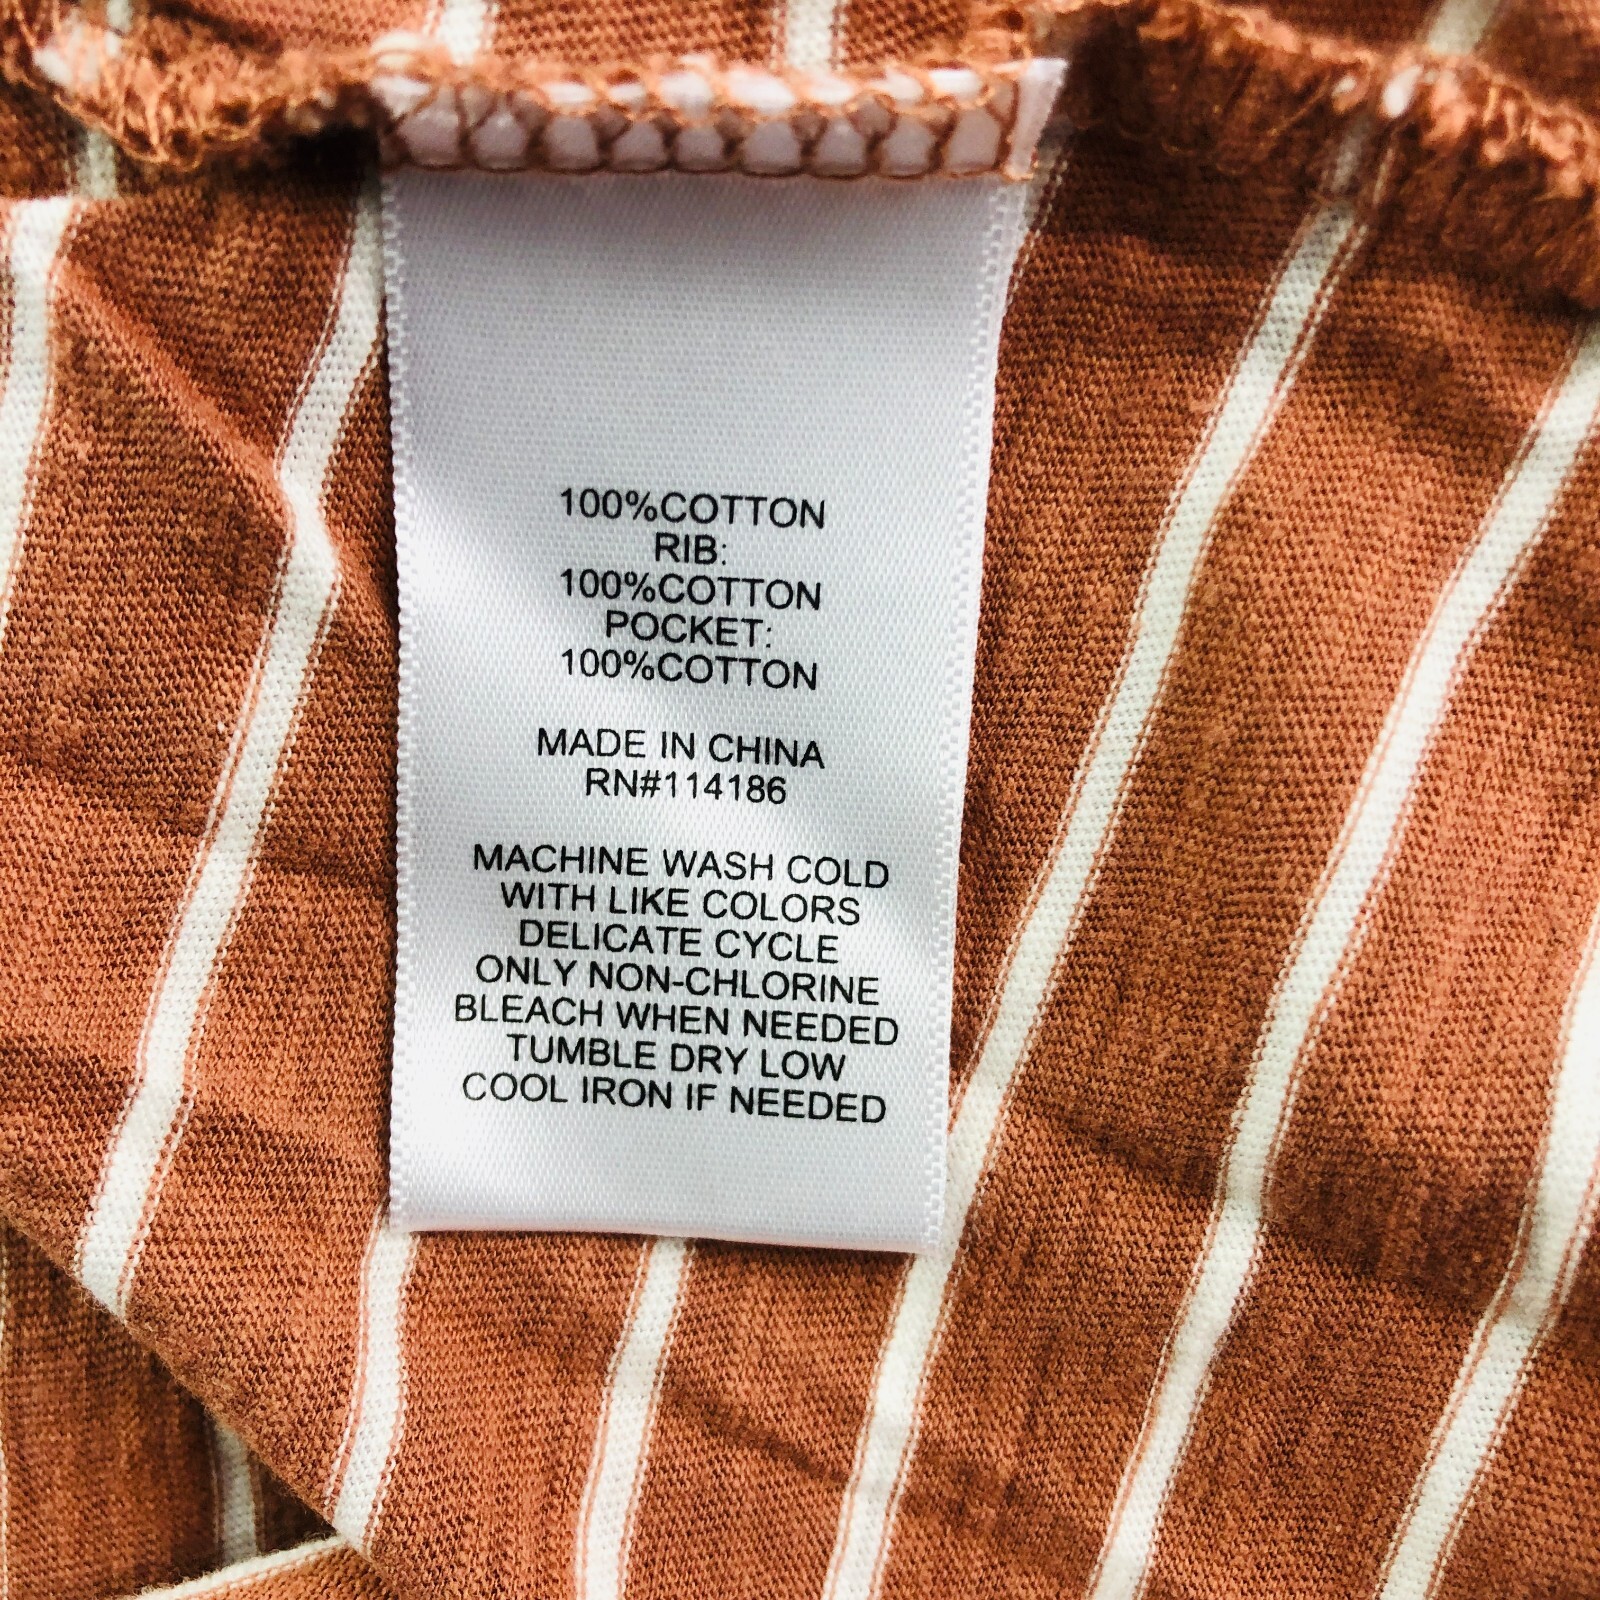 100%COTTON
RIB:
100%COTTON
POCKET:
100%COTTON
MADE IN CHINA
RN#114186
MACHINE WASH COLD
WITH LIKE COLORS
DELICATE CYCLE
ONLY NON-CHLORINE
BLEACH WHEN NEEDED
TUMBLE DRY LOW
COOL IRON IF NEEDED